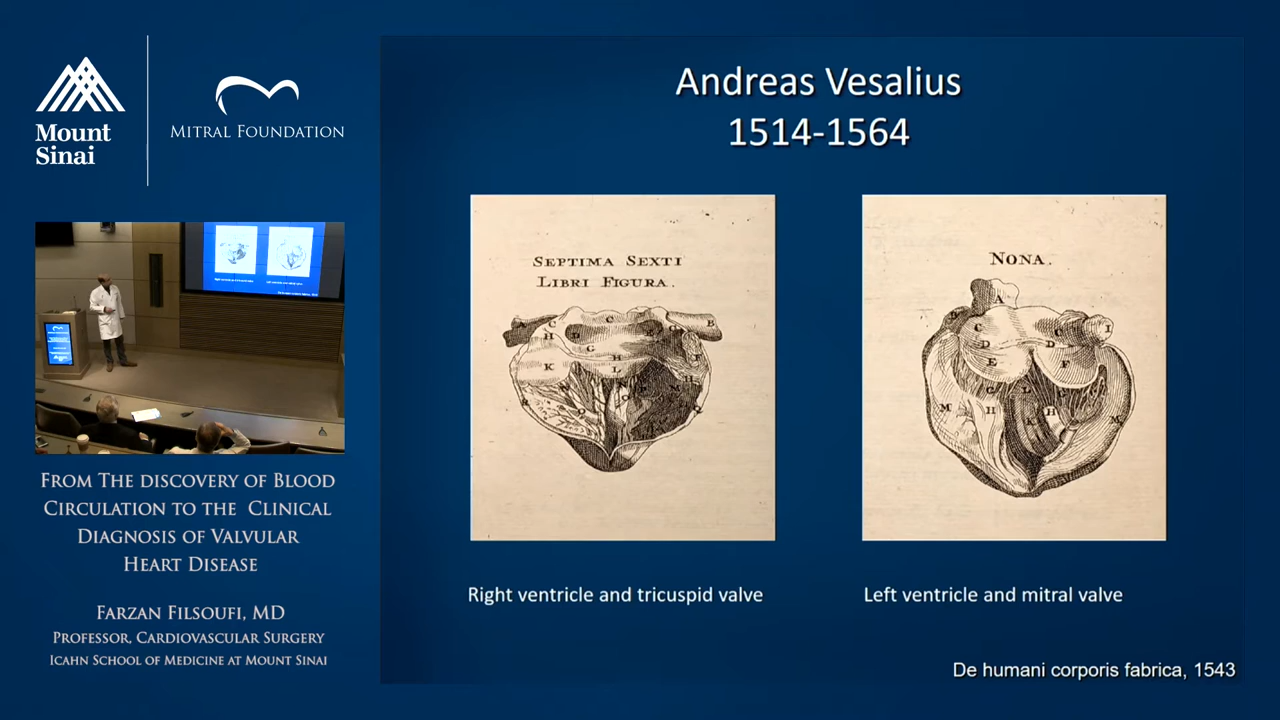 Mount
Sinai
MITRAL FOUNDATION
FROM THE DISCOVERY OF BLOOD
CIRCULATION TO THE CLINICAL
DIAGNOSIS OF VALVULAR
HEART DISEASE
FARZAN FILSOUFI, MD
PROFESSOR, CARDIOVASCULAR SURGERY
ICAHN SCHOOL OF MEDICINE AT MOUNT SINAI
Andreas Vesalius
1514-1564
SEPTIMA SEXTI
LIBRI FIGURA.
NONA.
Right ventricle and tricuspid valve
Left ventricle and mitral valve
De humani corporis fabrica, 1543